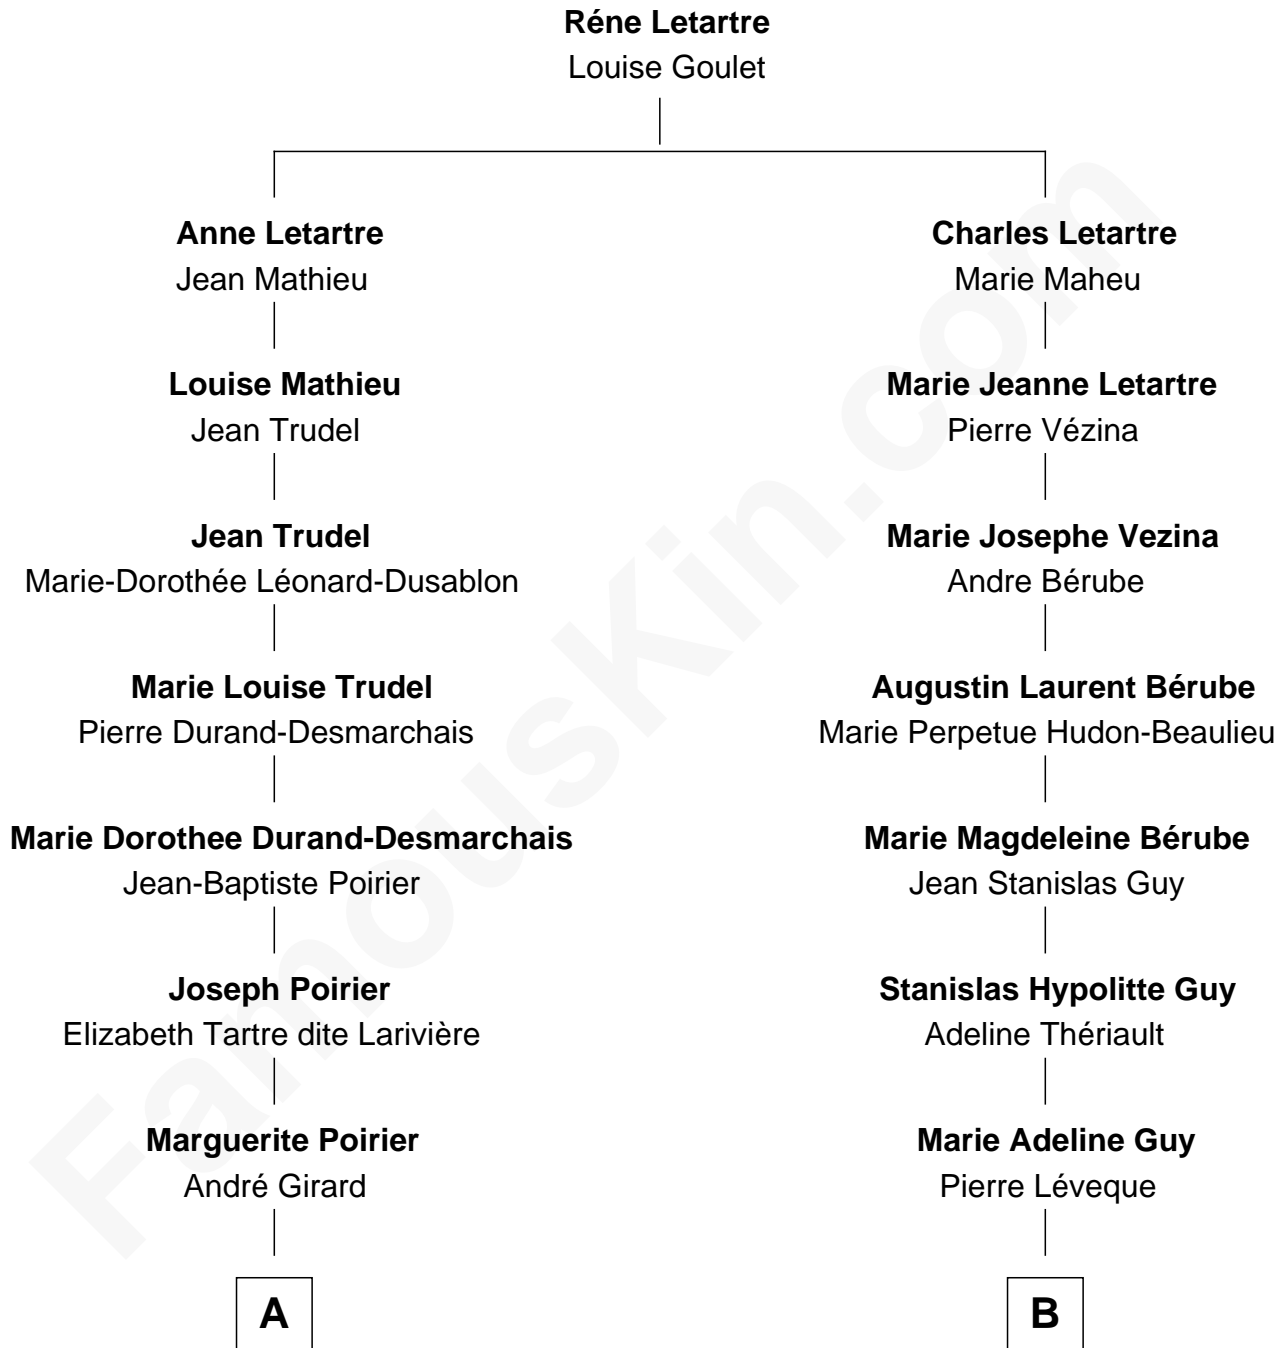 Réne Letartre
Louise Goulet
Anne Letartre
Jean Mathieu
Charles Letartre
Marie Maheu
Louise Mathieu
Jean Trudel
Marie Jeanne Letartre
Pierre Vézina
Jean Trudel
Marie-Dorothée Léonard-Dusablon
Marie Josephe Vezina
Andre Bérube
Marie Louise Trudel
Pierre Durand-Desmarchais
Augustin Laurent Bérube
Marie Perpetue Hudon-Beaulieu
Marie Dorothee Durand-Desmarchais
Jean-Baptiste Poirier
Marie Magdeleine Bérube
Jean Stanislas Guy
Joseph Poirier
Elizabeth Tartre dite Larivière
Stanislas Hypolitte Guy
Adeline Thériault
Marguerite Poirier
André Girard
Marie Adeline Guy
Pierre Léveque
A
B
FamousKin.com